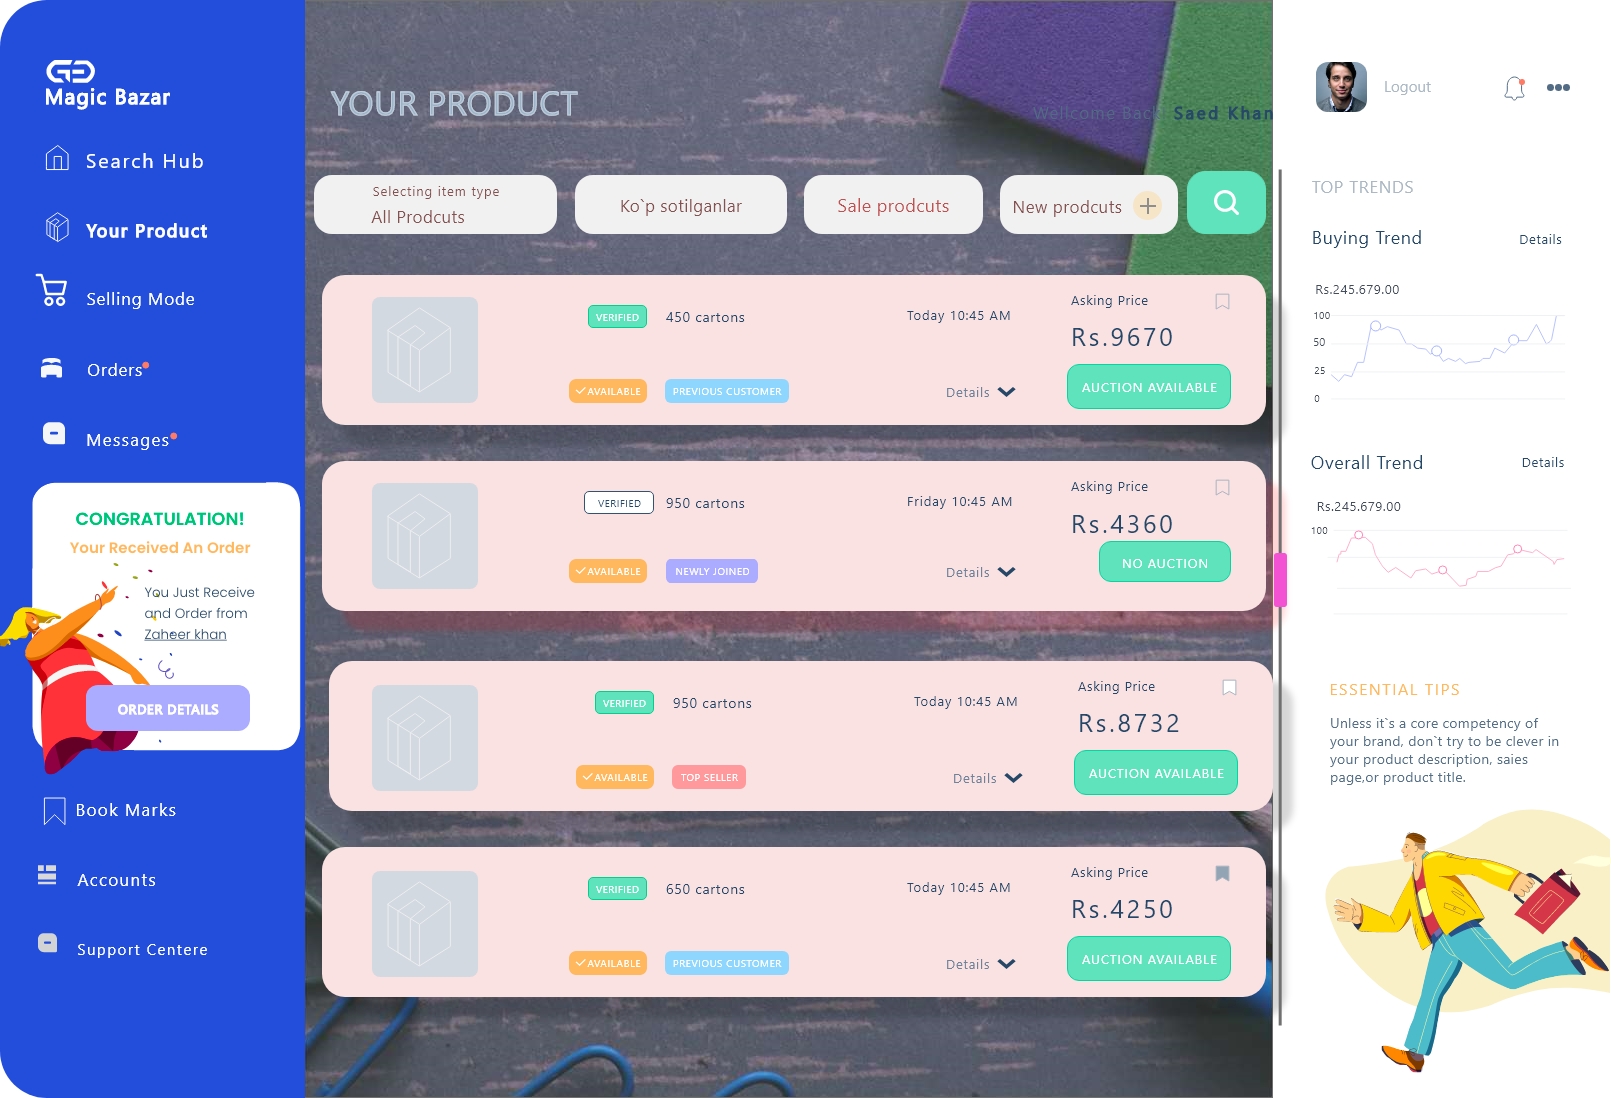 Magic Bazar
Search Hub
Your Product
Selling Mode
Orders
Messages
CONGRATULATION!
Your Received An Order
You Just Receive
and Order from
Zaheer khan
ORDER DETAILS
Book Marks
Accounts
Support Centere
YOUR PRODUCT
Wellcome Back Saed Khan
Selecting item type
All Prodcuts
Ko`p sotilganlar
Sale prodcuts
New prodcuts
VERIFIED
450 cartons
Today 10:45 AM
Asking Price
Rs.9670
AVAILABLE
PREVIOUS CUSTOMER
Details
AUCTION AVAILABLE
VERIFIED
950 cartons
Friday 10:45 AM
Asking Price
Rs.4360
AVAILABLE
NEWLY JOINED
Details
NO AUCTION
VERIFIED
950 cartons
Today 10:45 AM
Asking Price
Rs.8732
AVAILABLE
TOP SELLER
Details
AUCTION AVAILABLE
VERIFIED
650 cartons
Today 10:45 AM
Asking Price
Rs.4250
AVAILABLE
PREVIOUS CUSTOMER
Details
AUCTION AVAILABLE
Logout
TOP TRENDS
Buying Trend
Details
Rs.245.679.00
100
50
25
0
Overall Trend
Details
Rs.245.679.00
100
ESSENTIAL TIPS
Unless it`s a core competency of
your brand, don`t try to be clever in
your product description, saies
page,or product title.